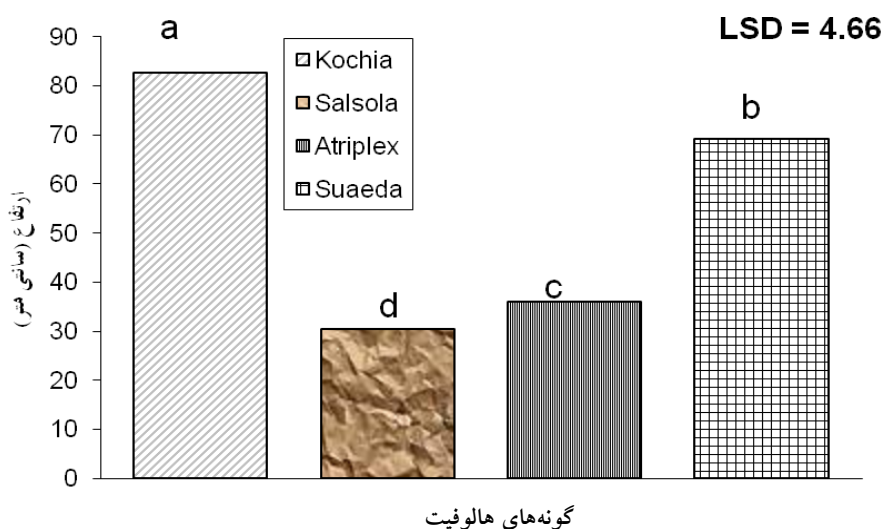 LSD = 4.66
a
b
c
d
Kochia
Salsola
Atriplex
Suaeda
90
80
70
60
50
40
30
20
10
0
ارتفاع (سانتی متر)
گونه‌های هالوفیت